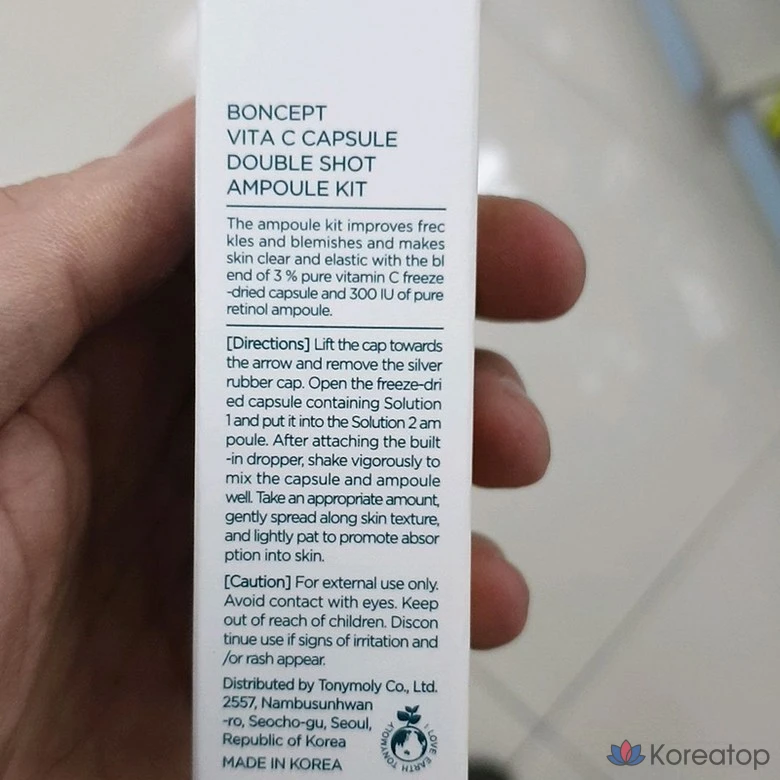 BONCEPT
VITA C CAPSULE
DOUBLE SHOT
AMPOULE KIT
The ampoule kit improves frec
kles and blemishes and makes
skin clear and elastic with the bl
end of 3 % pure vitamin C freeze
-dried capsule and 300 IU of pure
retinol ampoule.
[Directions] Lift the cap towards
the arrow and remove the silver
rubber cap. Open the freeze-dri
ed capsule containing Solution
1 and put it into the Solution 2 am
poule. After attaching the built
-in dropper, shake vigorously to
mix the capsule and ampoule
well. Take an appropriate amount,
gently spread along skin texture,
and lightly pat to promote absor
ption into skin.
[Caution] For external use only.
Avoid contact with eyes. Keep
out of reach of children. Discon
tinue use if signs of irritation and
/or rash appear.
Distributed by Tonymoly Co., Ltd.
2557, Nambusunhwan
-ro, Seocho-gu, Seoul,
Republic of Korea
MADE IN KOREA
TONYMOLY I LOVE EARTH
Koreatop